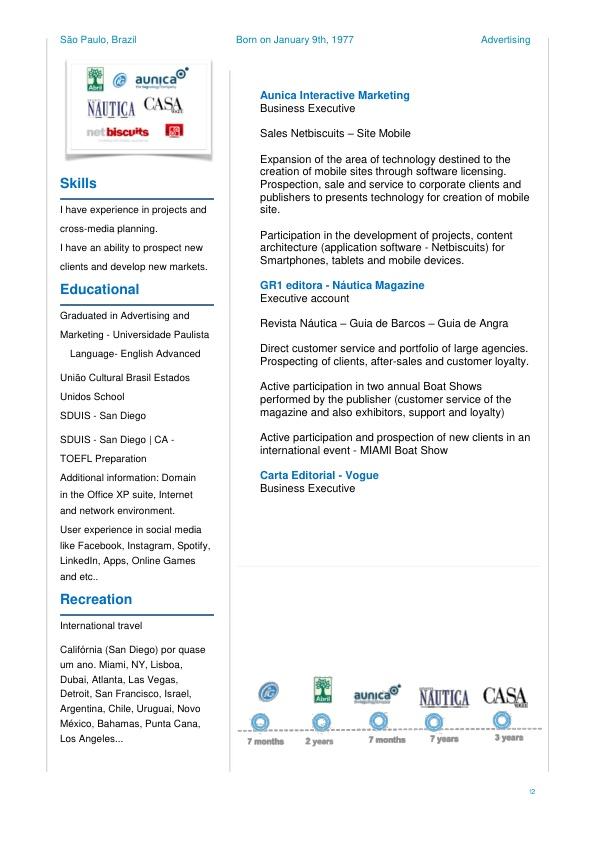 São Paulo, Brazil
Born on January 9th, 1977
Advertising
Abril
aunica
NÁUTICA
CASA
netbiscuits
Skills
I have experience in projects and
cross-media planning.
I have an ability to prospect new
clients and develop new markets.
Educational
Graduated in Advertising and
Marketing - Universidade Paulista
Language- English Advanced
União Cultural Brasil Estados
Unidos School
SDUIS - San Diego
SDUIS - San Diego | CA -
TOEFL Preparation
Additional information: Domain
in the Office XP suite, Internet
and network environment.
User experience in social media
like Facebook, Instagram, Spotify,
LinkedIn, Apps, Online Games
and etc..
Recreation
International travel
Califórnia (San Diego) por quase
um ano. Miami, NY, Lisboa,
Dubai, Atlanta, Las Vegas,
Detroit, San Francisco, Israel,
Argentina, Chile, Uruguai, Novo
México, Bahamas, Punta Cana,
Los Angeles...
Aunica Interactive Marketing
Business Executive
Sales Netbiscuits – Site Mobile
Expansion of the area of technology destined to the
creation of mobile sites through software licensing.
Prospection, sale and service to corporate clients and
publishers to presents technology for creation of mobile
site.
Participation in the development of projects, content
architecture (application software - Netbiscuits) for
Smartphones, tablets and mobile devices.
GR1 editora - Náutica Magazine
Executive account
Revista Náutica – Guia de Barcos – Guia de Angra
Direct customer service and portfolio of large agencies.
Prospecting of clients, after-sales and customer loyalty.
Active participation in two annual Boat Shows
performed by the publisher (customer service of the
magazine and also exhibitors, support and loyalty)
Active participation and prospection of new clients in an
international event - MIAMI Boat Show
Carta Editorial - Vogue
Business Executive
Abril
aunica
NÁUTICA
CASA
7 months
2 years
7 months
7 years
3 years